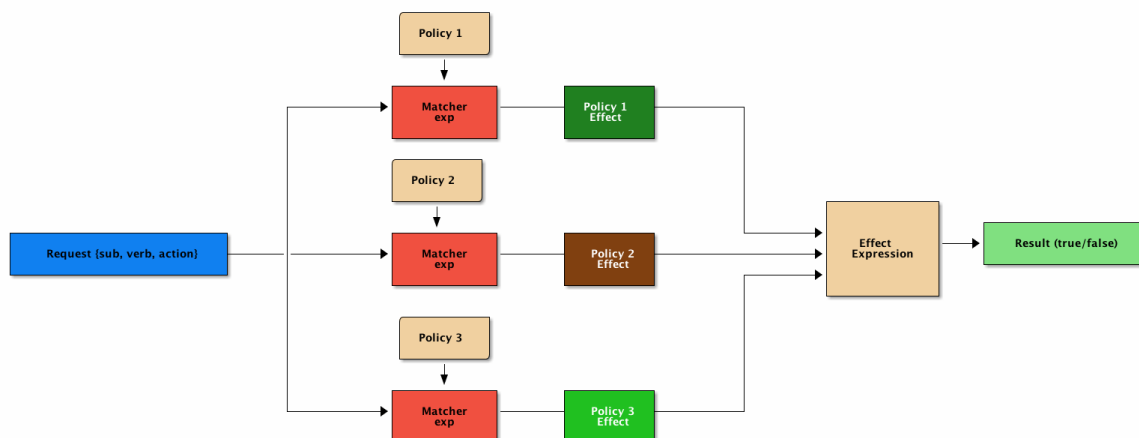 Policy 1
Matcher
exp
Policy 1
Effect
Policy 2
Request {sub, verb, action}
Matcher
exp
Policy 2
Effect
Effect
Expression
Result (true/false)
Policy 3
Matcher
exp
Policy 3
Effect